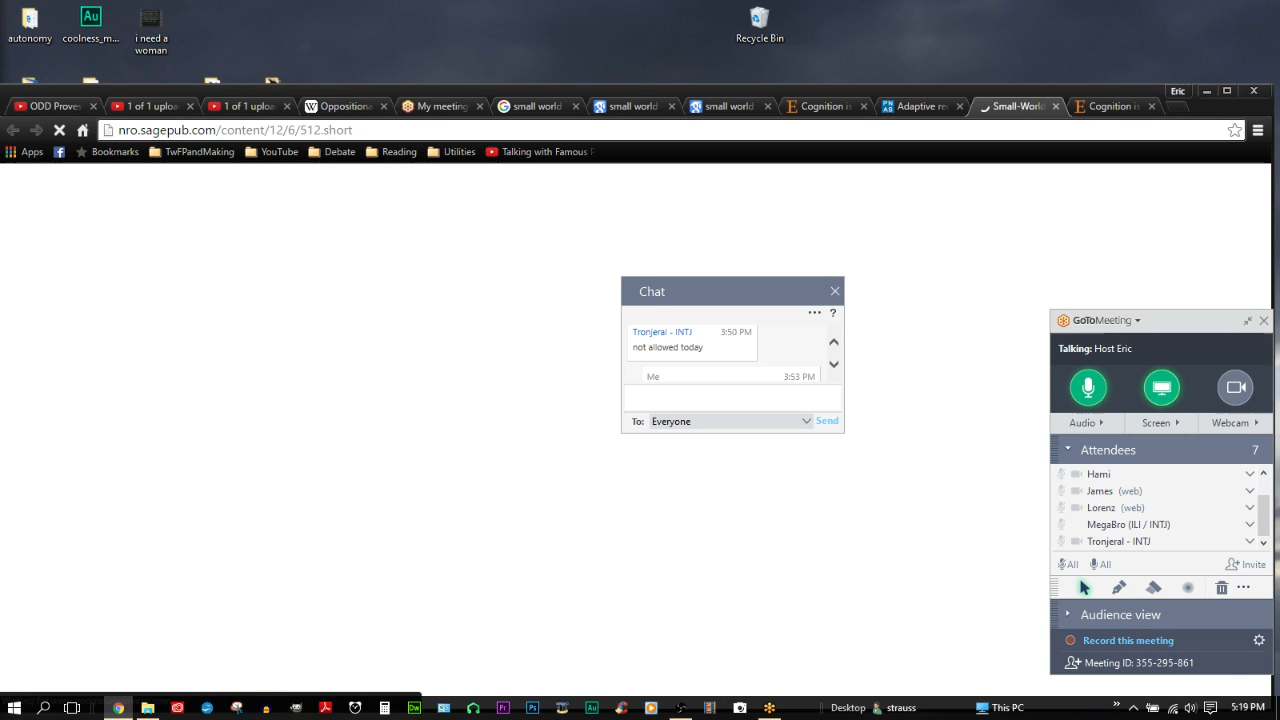 autonomy
coolness_m...
i need a
woman
Recycle Bin
Eric
ODD Proves
1 of 1 uploa
1 of 1 uploa
Opposition
My meeting
small world
small world
small world
Cognition is
Adaptive rec
Small-World
Cognition is
nro.sagepub.com/content/12/6/512.short
Apps
Bookmarks
TwFPandMaking
YouTube
Debate
Reading
Utilities
Talking with Famous
Chat
... ?
Tronjeral - INTJ 3:50 PM
not allowed today
Me 3:53 PM
To: Everyone Send
GoToMeeting
Talking: Host Eric
Audio Screen Webcam
Attendees 7
Hami
James (web)
Lorenz (web)
MegaBro (ILI / INTJ)
Tronjeral - INTJ
All All Invite
Audience view
Record this meeting
Meeting ID: 355-295-861
Desktop strauss This PC 5:19 PM